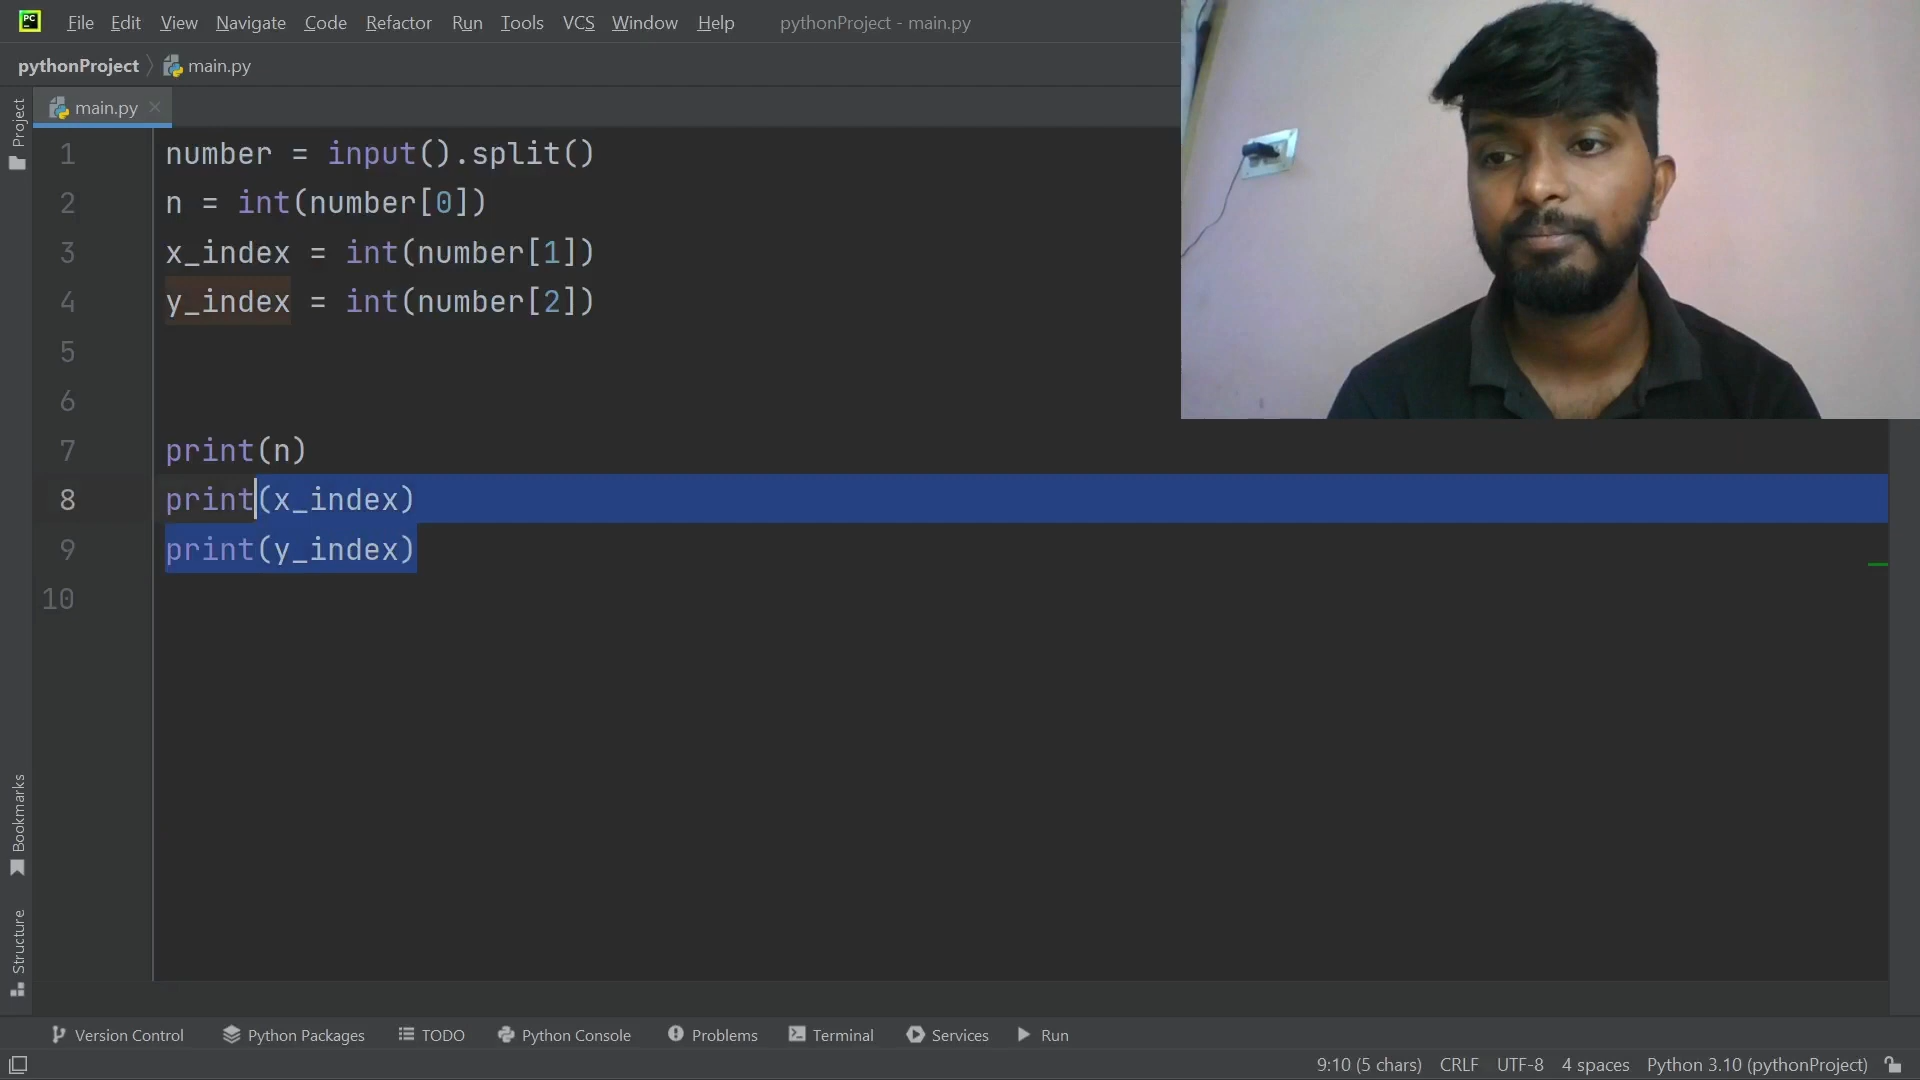 PC File Edit View Navigate Code Refactor Run Tools VCS Window Help pythonProject - main.py
pythonProject main.py
main.py
Project
1 number = input().split()
2 n = int(number[0])
3 x_index = int(number[1])
4 y_index = int(number[2])
5
6
7 print(n)
8 print(x_index)
9 print(y_index)
10
Bookmarks
Structure
Version Control Python Packages TODO Python Console Problems Terminal Services Run
9:10 (5 chars) CRLF UTF-8 4 spaces Python 3.10 (pythonProject)